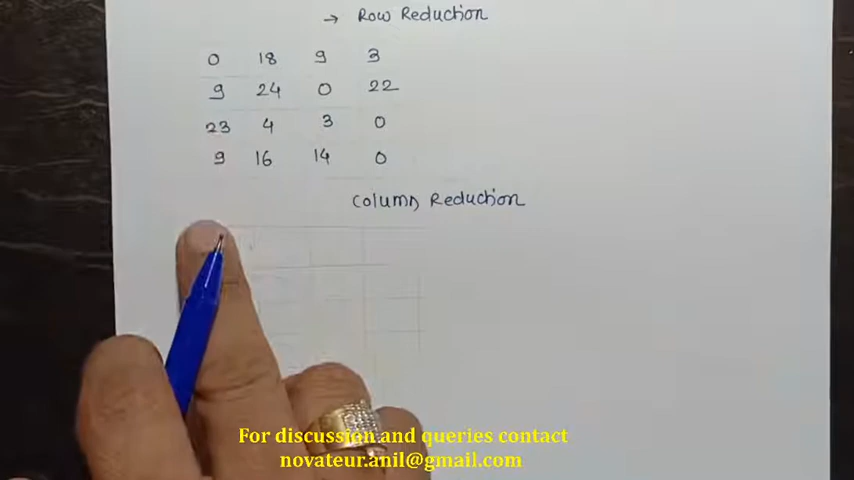 → Row Reduction
0 18 9 3
9 24 0 22
23 4 3 0
9 16 14 0
Column Reduction
For discussion and queries contact
novateur.anil@gmail.com